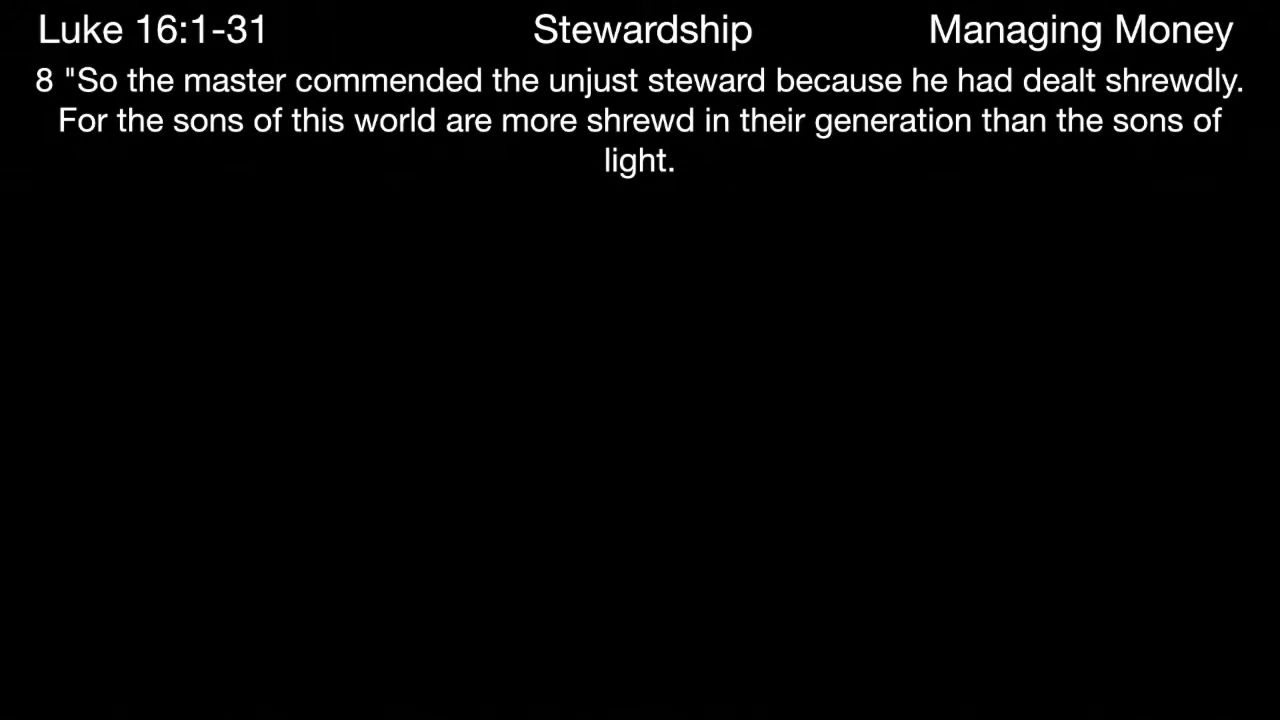 Luke 16:1-31 Stewardship Managing Money
8 "So the master commended the unjust steward because he had dealt shrewdly.
For the sons of this world are more shrewd in their generation than the sons of
light.